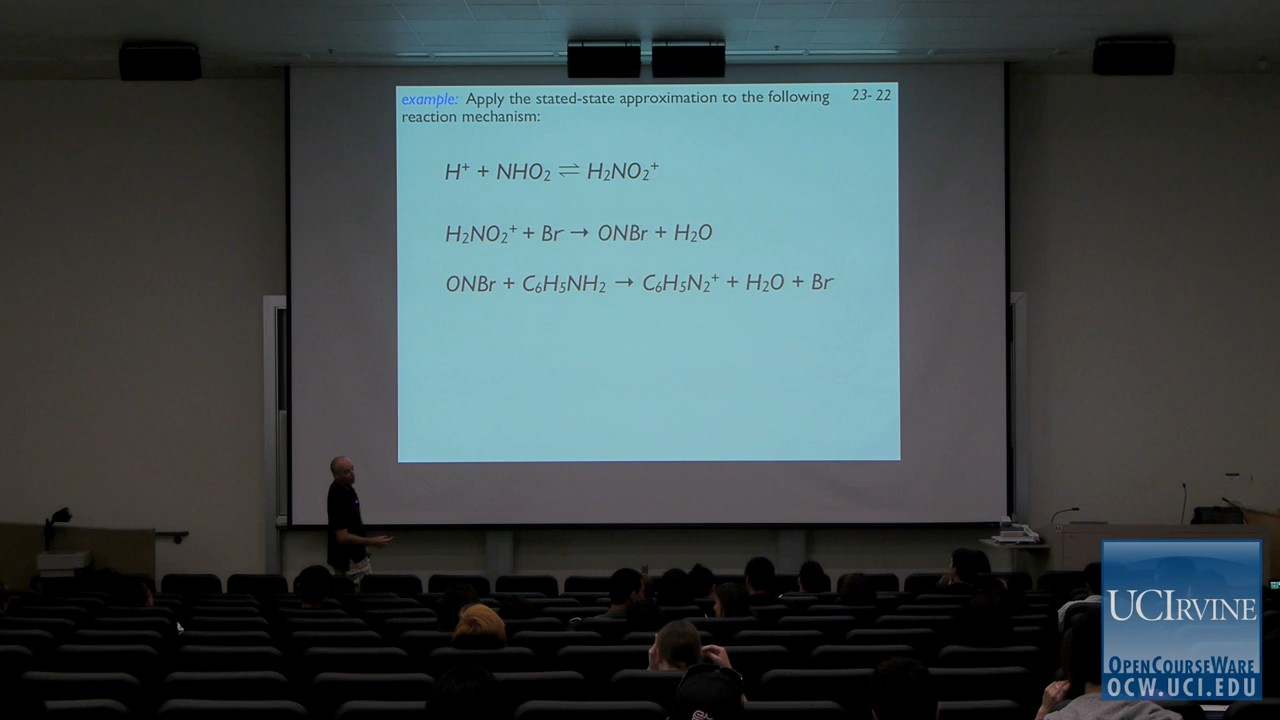 example: Apply the stated-state approximation to the following 23- 22
reaction mechanism:
H⁺ + NHO₂ ⇌ H₂NO₂⁺
H₂NO₂⁺ + Br → ONBr + H₂O
ONBr + C₆H₅NH₂ → C₆H₅N₂⁺ + H₂O + Br
UCIRVINE
OPENCOURSEWARE
OCW.UCI.EDU